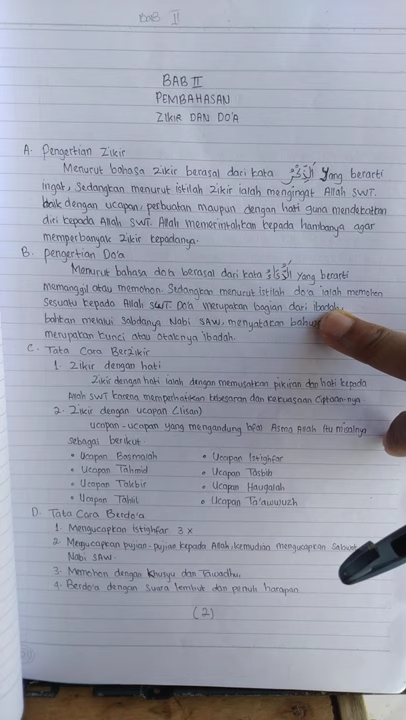 BAB II
BAB II
PEMBAHASAN
ZIKIR DAN DO'A
A. Pengertian Zikir
Menurut bahasa zikir berasal dari kata الذِّكْرُ yang berarti
ingat, Sedangkan menurut istilah zikir ialah mengingat Allah SWT.
baik dengan ucapan, perbuatan maupun dengan hati guna mendekatkan
diri kepada Allah SWT. Allah memerintahkan kepada hambanya agar
memperbanyak zikir kepadanya.
B. pengertian Do'a
Menurut bahasa doa berasal dari kata الدُّعَاءُ yang berarti
memanggil atau memohon. Sedangkan menurut istilah do'a ialah memohon
sesuatu kepada Allah SWT Do'a merupakan bagian dari ibadah,
bahkan melalui sabdanya Nabi SAW, menyatakan
merupakan kunci atau otaknya ibadah.
C. Tata Cara Berzikir
1. Zikir dengan hati
Zikir dengan hati ialah dengan memusatkan pikiran dan hati kepada
Allah SWT karena memperhatikan kebesaran dan kekuasaan Ciptaan-nya.
2. Zikir dengan ucapan (lisan)
ucapan-ucapan yang mengandung Asma Allah itu misalnya
sebagai berikut.
• Ucapan Basmalah • Ucapan Istighfar
• Ucapan Tahmid • Ucapan Tasbih
• Ucapan Takbir • Ucapan Hauqalah
• Ucapan Tahlil • Ucapan Ta'awwuzh
D. Tata Cara Berdo'a
1. Mengucapkan Istighfar 3 x
2. Mengucapkan pujian-pujian kepada Allah, kemudian mengucapkan
Nabi SAW.
3. Memohon dengan Khusyu dan Tawadhu
4. Berdo'a dengan suara lembut dan penuh harapan.
(2)